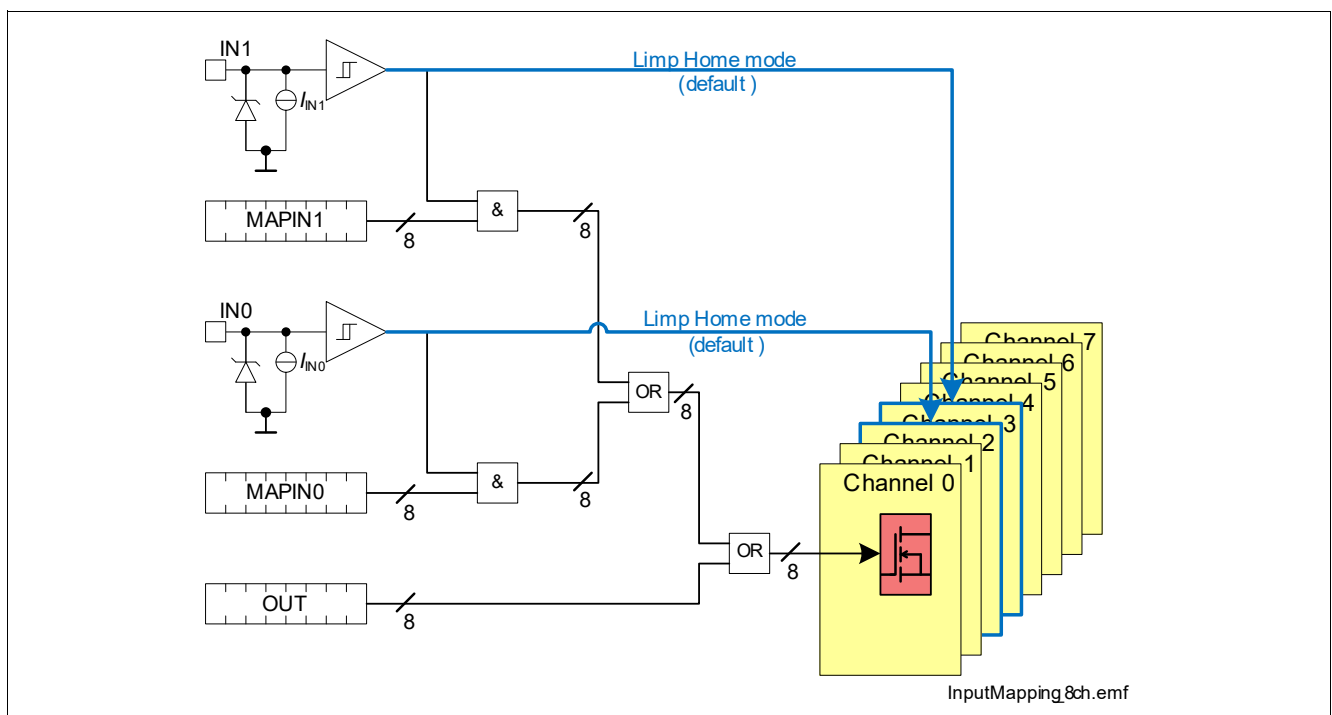 IN1
Limp Home mode
(default )
I IN1
MAPIN1
8
&
8
IN0
Limp Home mode
(default )
I IN0
Channel 7
Channel 6
Channel 5
Channel 4
Channel 3
Channel 2
Channel 1
Channel 0
OR
8
MAPIN0
8
&
8
OR
8
OUT
8
InputMapping_8ch.emf